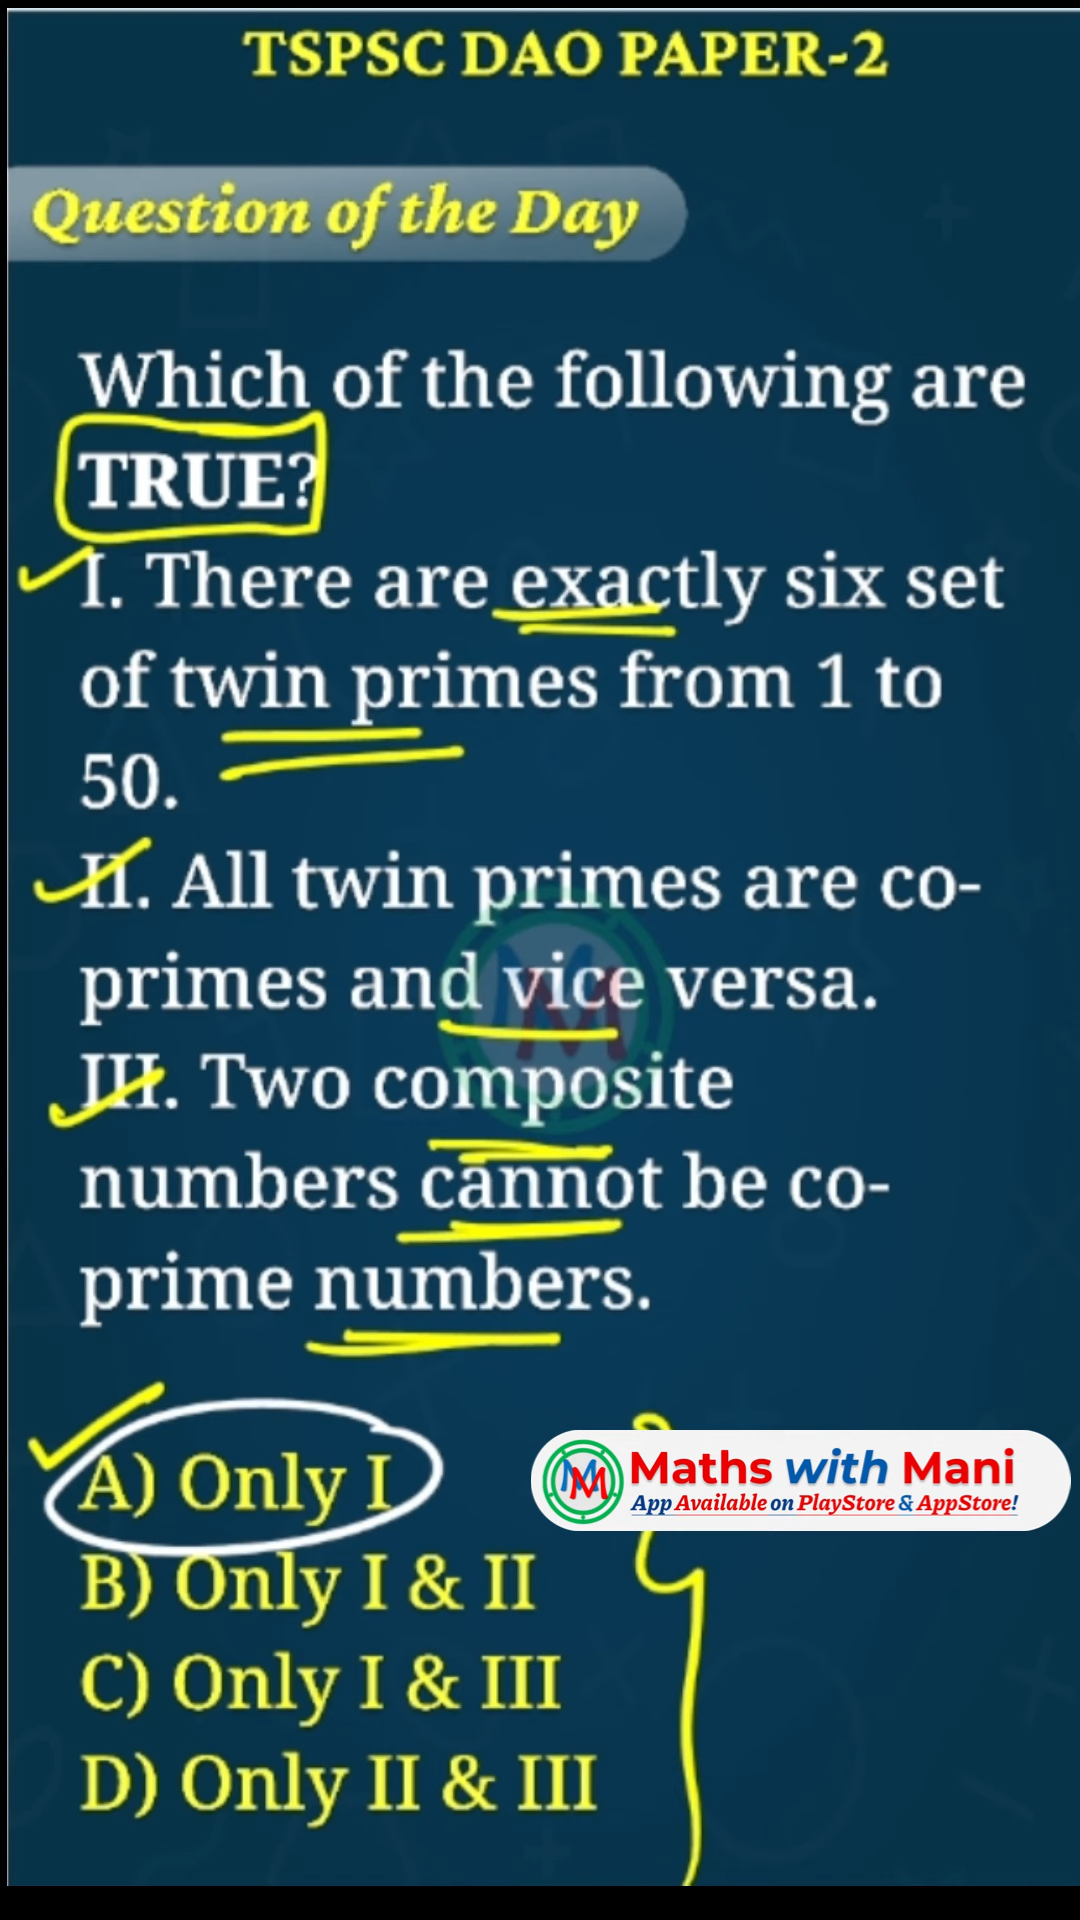 TSPSC DAO PAPER-2
Question of the Day
Which of the following are
TRUE?
I. There are exactly six set
of twin primes from 1 to
50.
II. All twin primes are co-
primes and vice versa.
III. Two composite
numbers cannot be co-
prime numbers.
A) Only I
Maths with Mani
App Available on PlayStore & AppStore!
B) Only I & II
C) Only I & III
D) Only II & III